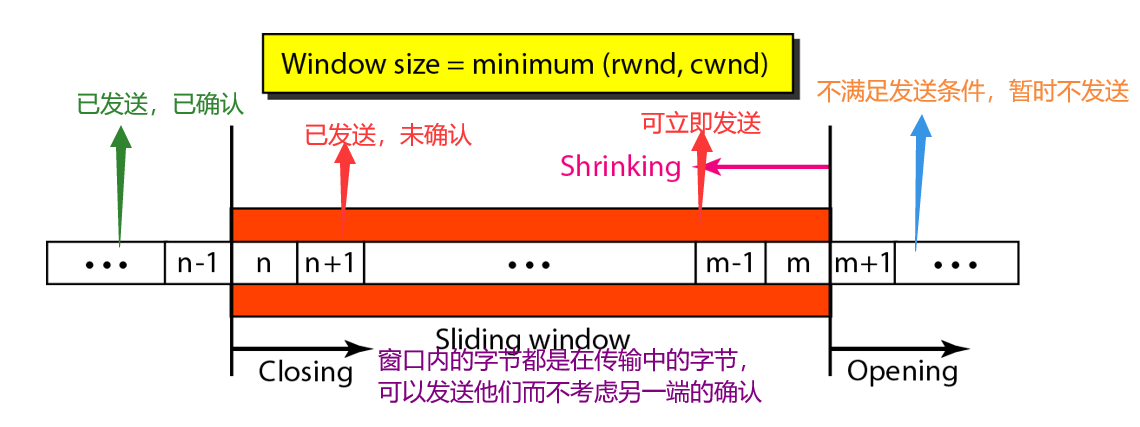 Window size = minimum (rwnd, cwnd)
已发送，已确认
不满足发送条件，暂时不发送
已发送，未确认
可立即发送
Shrinking
••• n-1 n n+1 ••• m-1 m m+1 •••
Sliding window
Closing
窗口内的字节都是在传输中的字节，
可以发送他们而不考虑另一端的确认
Opening